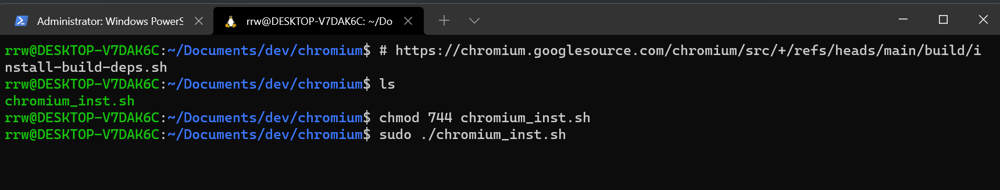 Administrator: Windows PowerS
rrw@DESKTOP-V7DAK6C: ~/Do
rrw@DESKTOP-V7DAK6C:~/Documents/dev/chromium$ # https://chromium.googlesource.com/chromium/src/+/refs/heads/main/build/i
nstall-build-deps.sh
rrw@DESKTOP-V7DAK6C:~/Documents/dev/chromium$ ls
chromium_inst.sh
rrw@DESKTOP-V7DAK6C:~/Documents/dev/chromium$ chmod 744 chromium_inst.sh
rrw@DESKTOP-V7DAK6C:~/Documents/dev/chromium$ sudo ./chromium_inst.sh